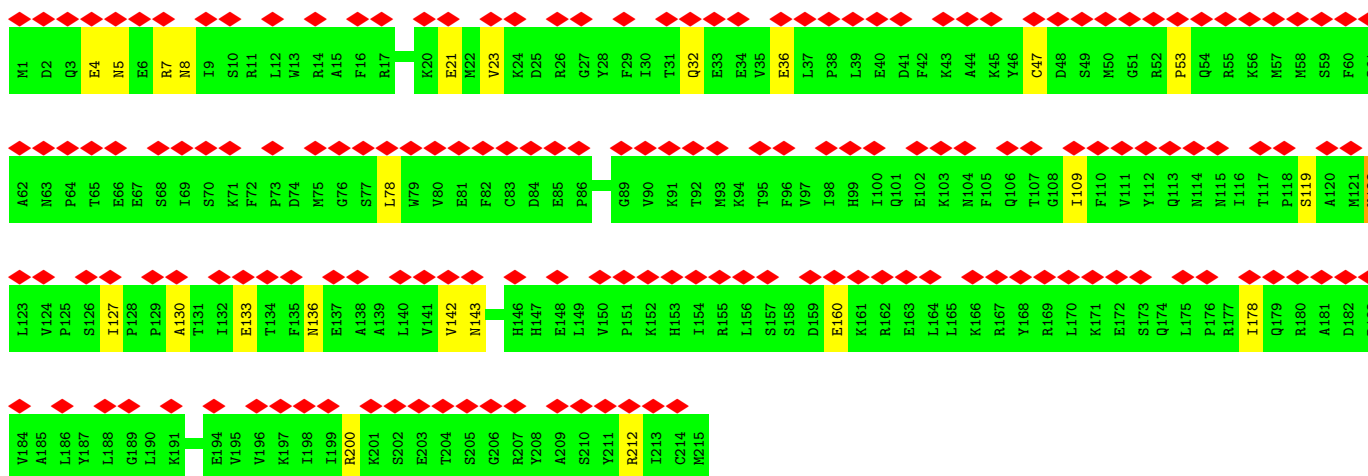 M1 D2 Q3 E4 N5 E6 R7 N8 I9 S10 R11 L12 W13 R14 A15 F16 R17 K20 E21 M22 V23 K24 D25 R26 G27 Y28 F29 I30 T31 Q32 E33 E34 V35 E36 L37 P38 L39 E40 D41 F42 K43 A44 K45 Y46 C47 D48 S49 M50 G51 R52 P53 Q54 R55 K56 M57 M58 S59 F60
A62 N63 P64 T65 E66 E67 S68 I69 S70 K71 F72 P73 D74 M75 G76 S77 L78 W79 V80 E81 F82 C83 D84 E85 P86 G89 V90 K91 T92 M93 K94 T95 F96 V97 I98 H99 I100 Q101 E102 K103 N104 F105 Q106 T107 G108 I109 F110 V111 Y112 Q113 N114 N115 I116 T117 P118 S119 A120 M121
L123 V124 P125 S126 I127 P128 P129 A130 T131 I132 E133 T134 F135 N136 E137 A138 A139 L140 V141 V142 N143 H146 H147 E148 L149 V150 P151 K152 H153 I154 R155 L156 S157 S158 D159 E160 K161 R162 E163 L164 L165 K166 R167 Y168 R169 L170 K171 E172 S173 Q174 L175 P176 R177 I178 Q179 R180 A181 D182
V184 A185 L186 Y187 L188 G189 L190 K191 E194 V195 V196 K197 I198 I199 R200 K201 S202 E203 T204 S205 G206 R207 Y208 A209 S210 Y211 R212 I213 C214 M215